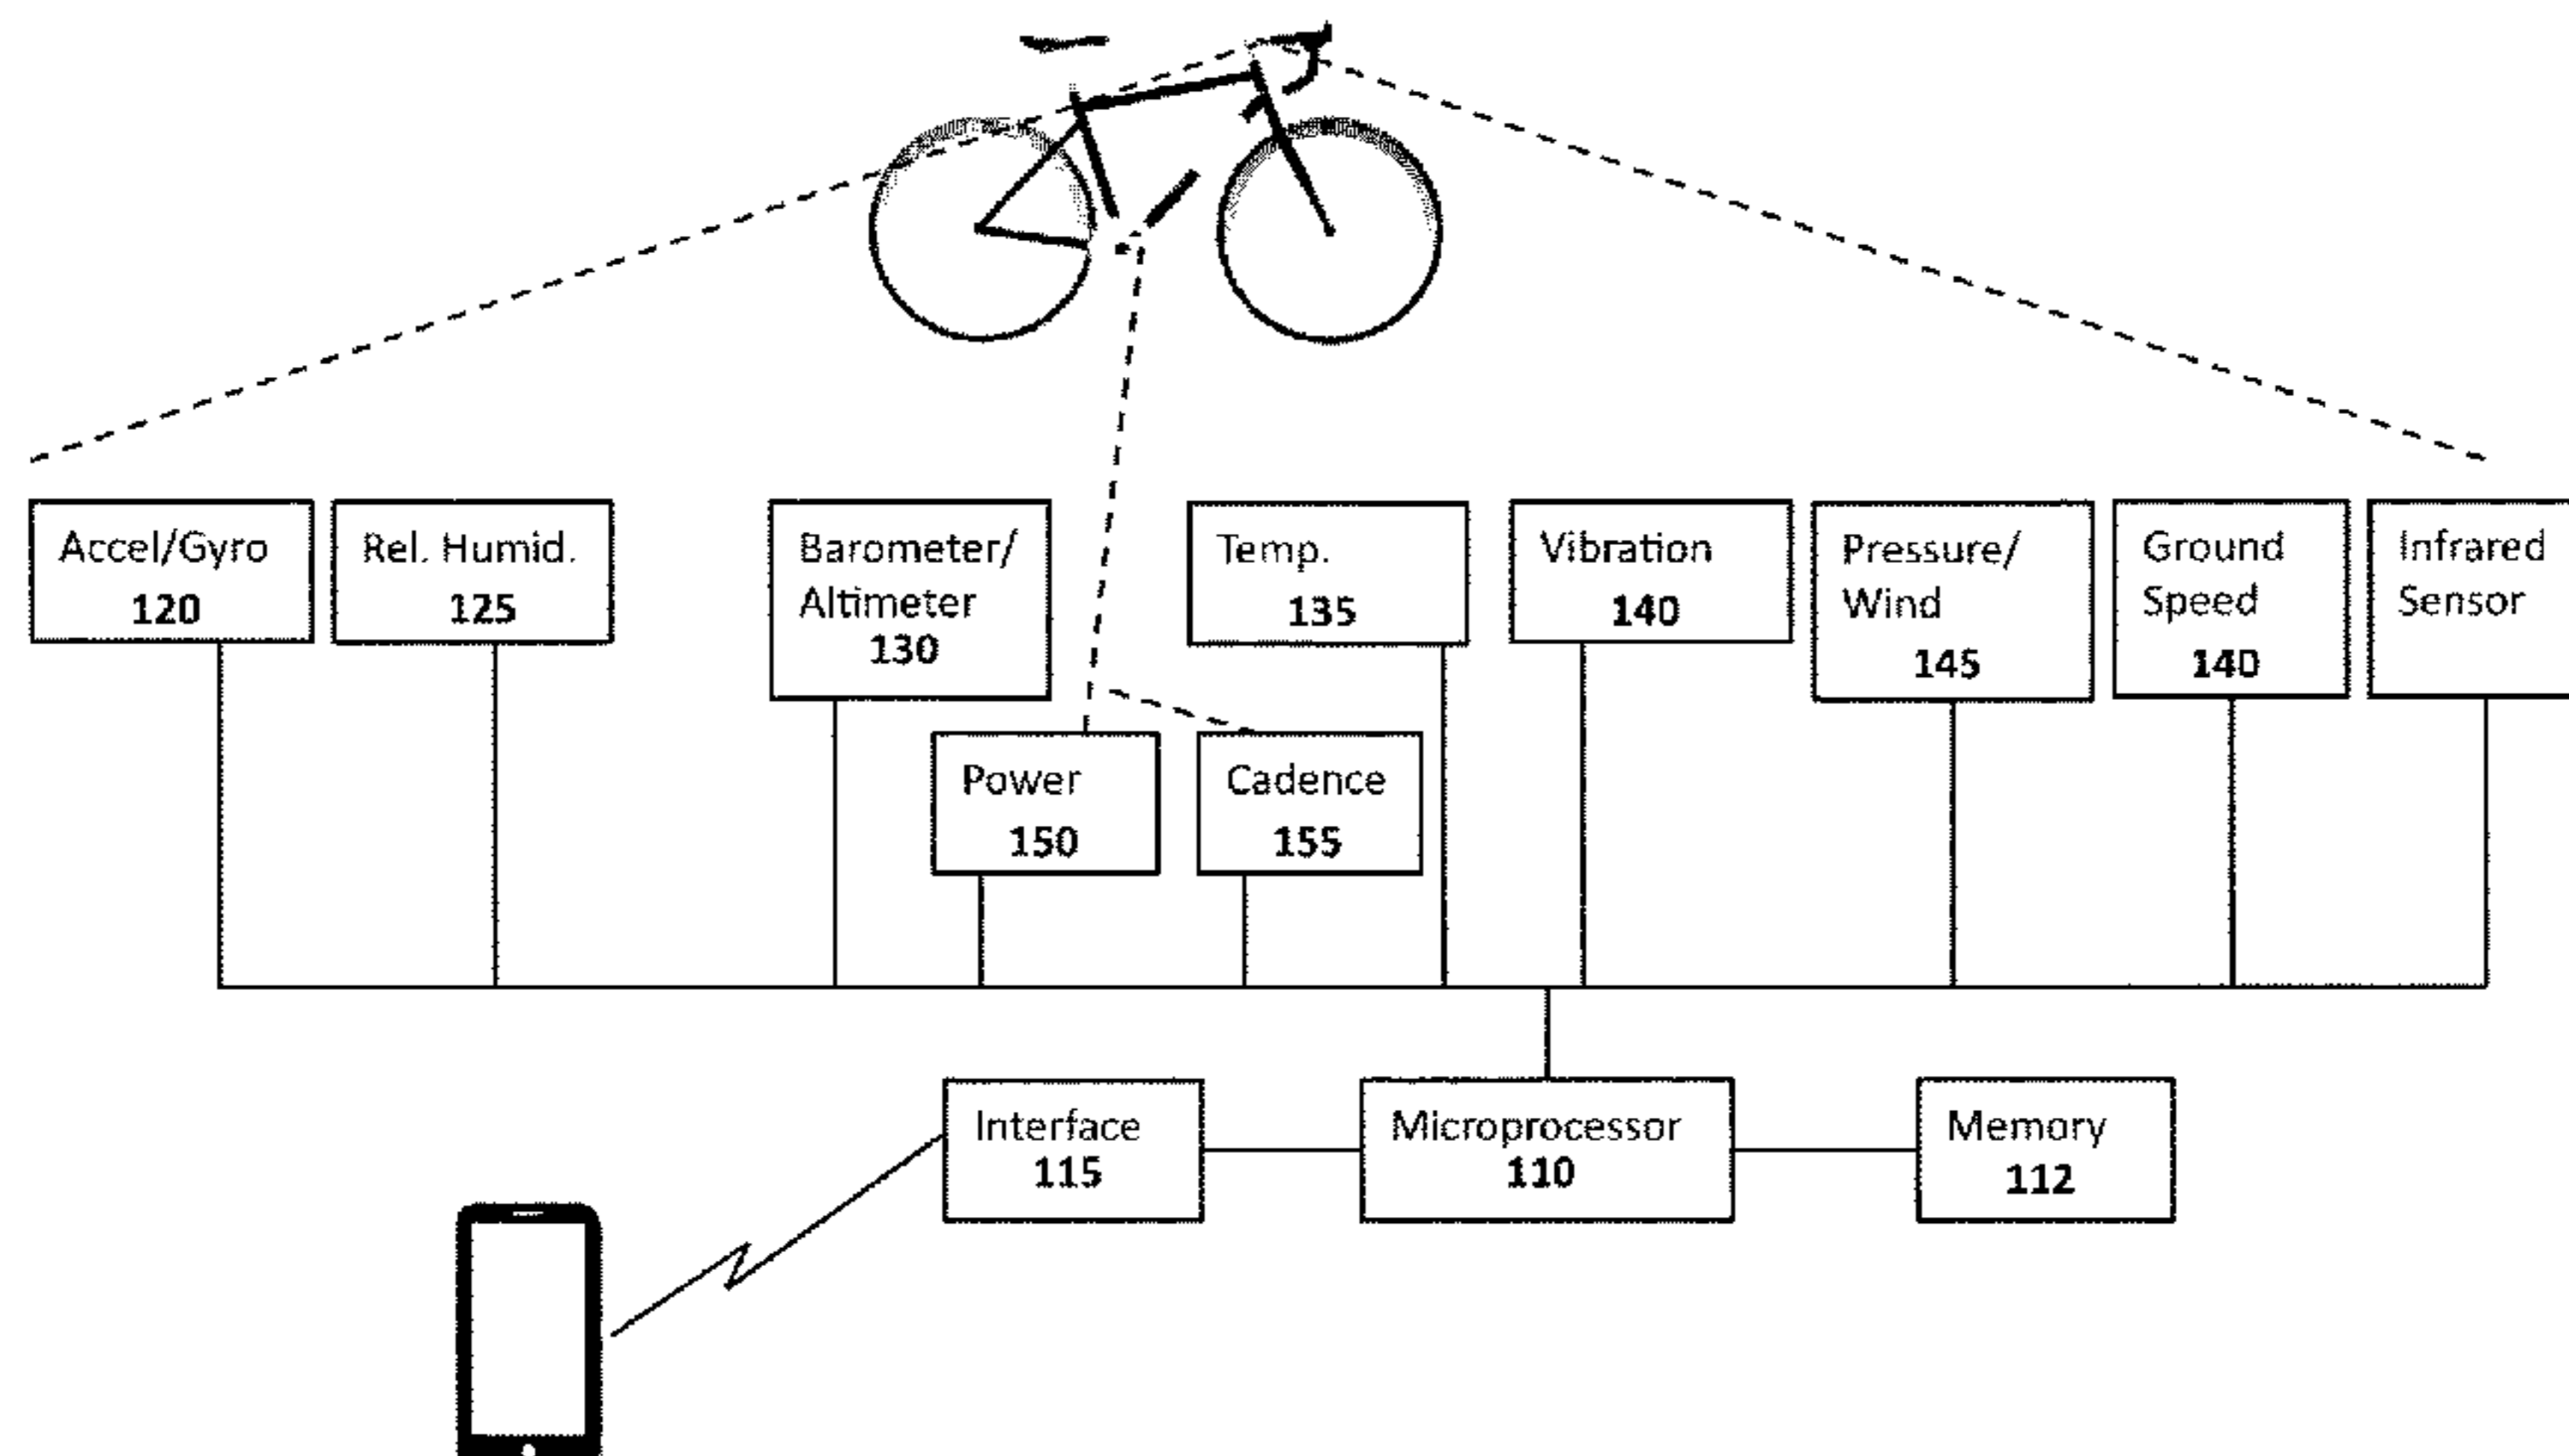 Accel/Gyro
120
Rel. Humid.
125
Barometer/
Altimeter
130
Temp.
135
Vibration
140
Pressure/
Wind
145
Ground
Speed
140
Infrared
Sensor
Power
150
Cadence
155
Interface
115
Microprocessor
110
Memory
112